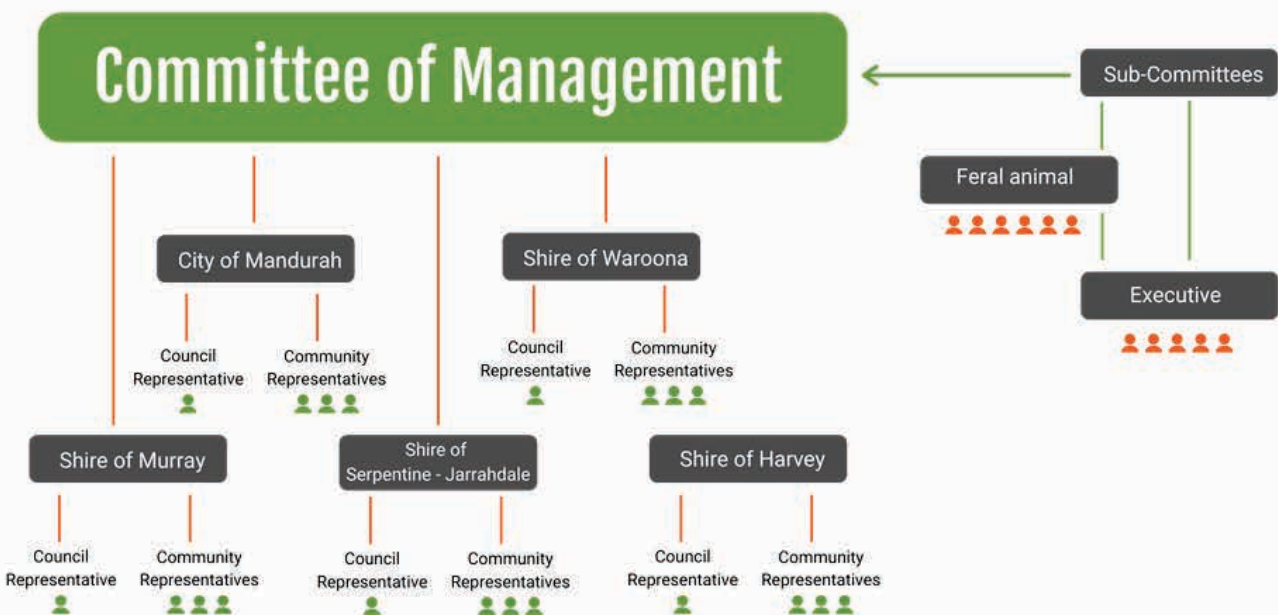 Committee of Management
Sub-Committees
Feral animal
Executive
City of Mandurah
Council
Representative
Community
Representatives
Shire of Waroona
Council
Representative
Community
Representatives
Shire of Murray
Council
Representative
Community
Representatives
Shire of
Serpentine - Jarrahdale
Council
Representative
Community
Representatives
Shire of Harvey
Council
Representative
Community
Representatives